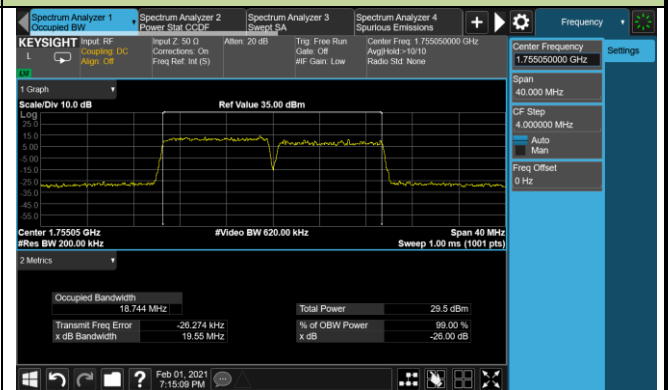 Spectrum Analyzer 1
Occupied BW
Spectrum Analyzer 2
Power Stat CCDF
Spectrum Analyzer 3
Swept SA
Spectrum Analyzer 4
Spurious Emissions
Frequency
KEYSIGHT
L
Input: RF
Coupling: DC
Align: Off
Input Z: 50 Ω
Corrections: On
Freq Ref: Int (S)
Atten: 20 dB
Trig: Free Run
Gate: Off
#IF Gain: Low
Center Freq: 1.755050000 GHz
Avg|Hold:>10/10
Radio Std: None
Center Frequency
1.755050000 GHz
Settings
Span
40.000 MHz
CF Step
4.000000 MHz
Auto
Man
Freq Offset
0 Hz
1 Graph
Scale/Div 10.0 dB
Ref Value 35.00 dBm
Log
25.0
15.0
5.00
-5.00
-15.0
-25.0
-35.0
-45.0
-55.0
Center 1.75505 GHz
#Video BW 620.00 kHz
Span 40 MHz
#Res BW 200.00 kHz
Sweep 1.00 ms (1001 pts)
2 Metrics
Occupied Bandwidth
18.744 MHz
Total Power
29.5 dBm
Transmit Freq Error
-26.274 kHz
% of OBW Power
99.00 %
x dB Bandwidth
19.55 MHz
x dB
-26.00 dB
Feb 01, 2021
7:15:09 PM